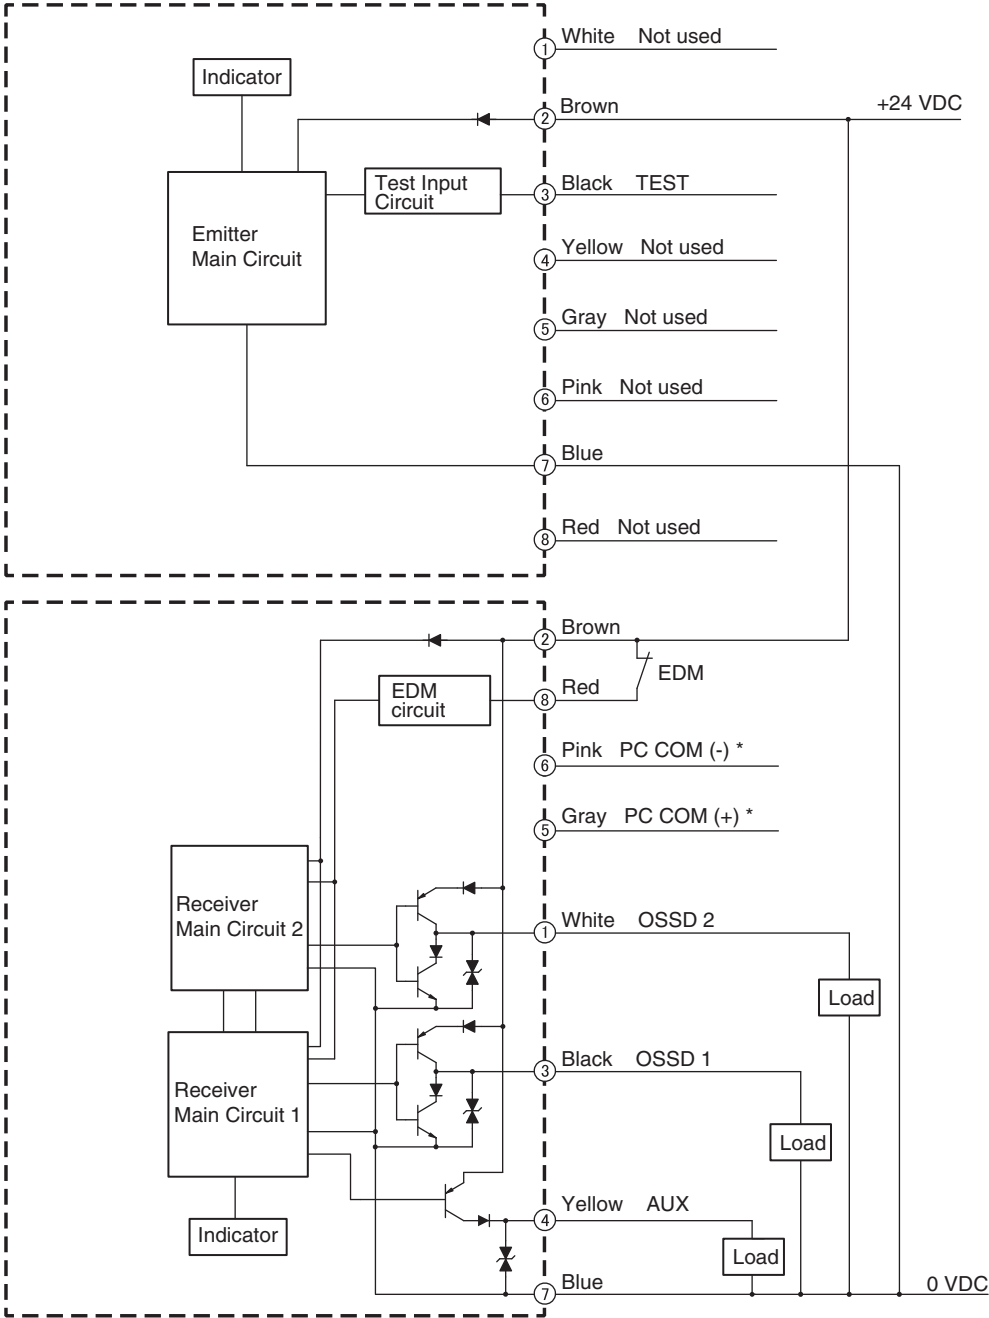 ① White Not used
Indicator
② Brown +24 VDC
Test Input
Circuit
③ Black TEST
Emitter
Main Circuit
④ Yellow Not used
⑤ Gray Not used
⑥ Pink Not used
⑦ Blue
⑧ Red Not used
② Brown
EDM
EDM
circuit
⑧ Red
⑥ Pink PC COM (-) *
⑤ Gray PC COM (+) *
Receiver
Main Circuit 2
① White OSSD 2
Load
③ Black OSSD 1
Receiver
Main Circuit 1
Load
④ Yellow AUX
Indicator
Load
⑦ Blue 0 VDC